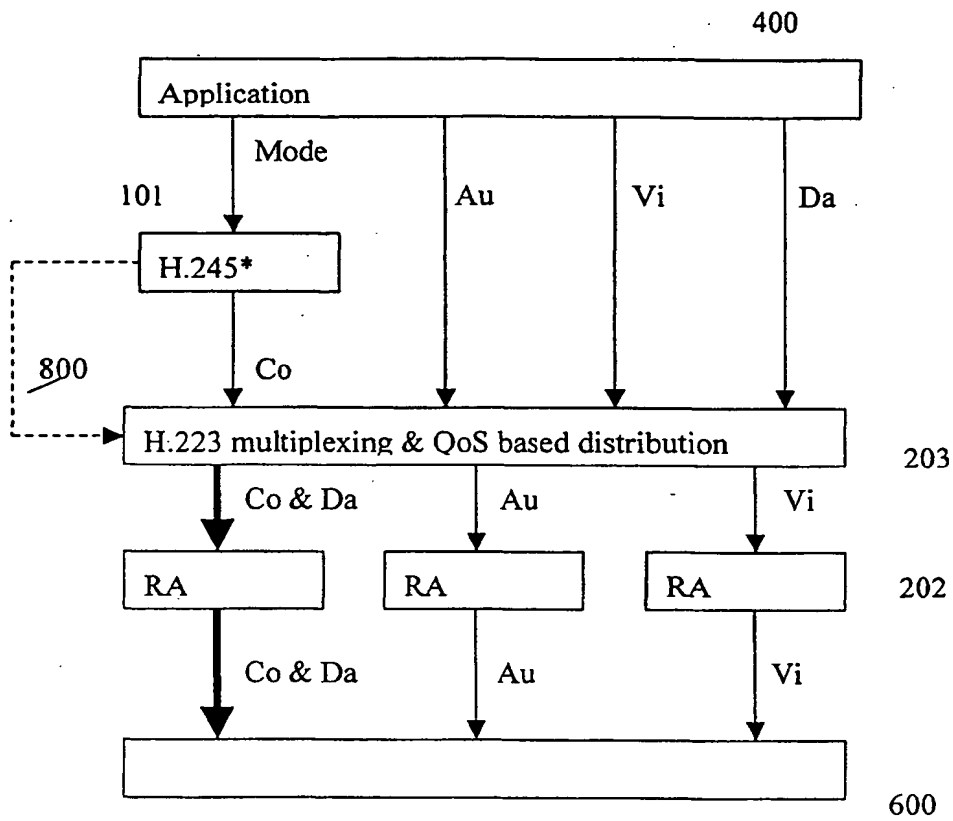 400
Application
Mode
101
Au
Vi
Da
H.245*
800
Co
H.223 multiplexing & QoS based distribution
203
Co & Da
Au
Vi
RA
RA
RA
202
Co & Da
Au
Vi
600